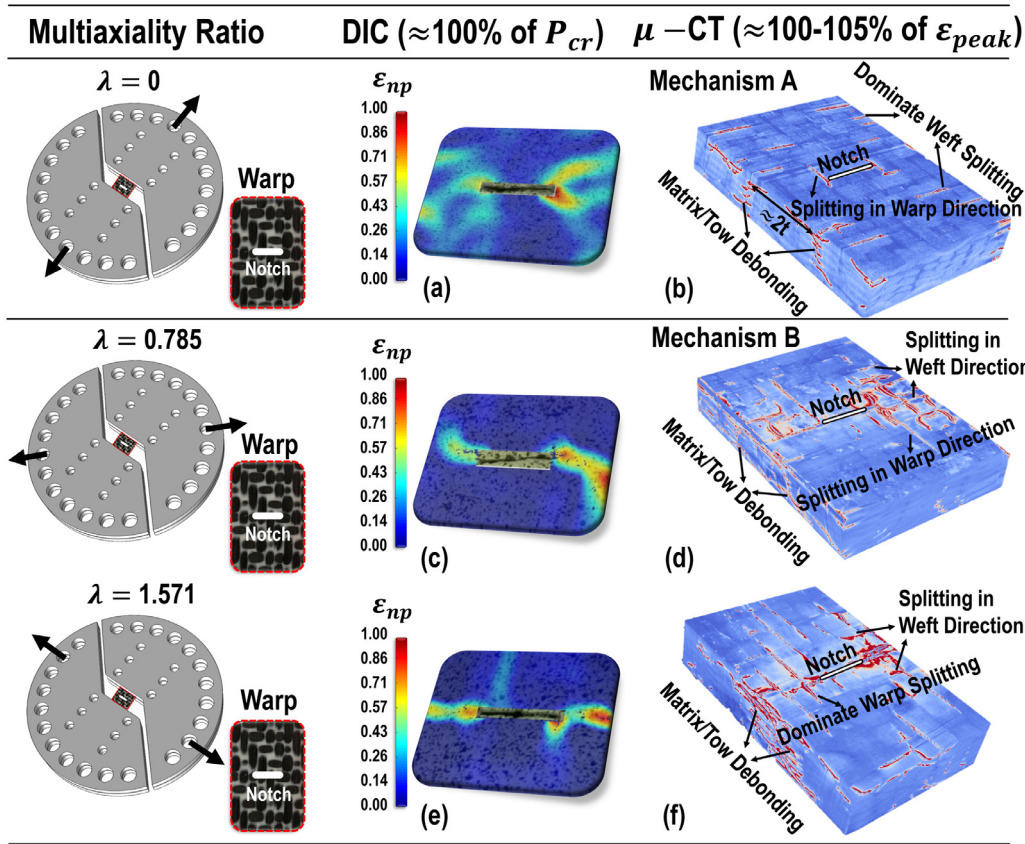 Multiaxiality Ratio
DIC (≈100% of P_cr)
μ −CT (≈100-105% of ε_peak)
λ = 0
Warp
Notch
ε_np
1.00
0.86
0.71
0.57
0.43
0.28
0.14
0.00
(a)
Mechanism A
Dominate Weft Splitting
Notch
Splitting in Warp Direction
≈2t
Matrix/Tow Debonding
(b)
λ = 0.785
Warp
Notch
ε_np
1.00
0.86
0.71
0.57
0.43
0.26
0.14
0.00
(c)
Mechanism B
Splitting in
Weft Direction
Notch
Splitting in Warp Direction
Matrix/Tow Debonding
(d)
λ = 1.571
Warp
Notch
ε_np
1.00
0.86
0.71
0.57
0.43
0.28
0.14
0.00
(e)
Splitting in
Weft Direction
Notch
Dominate Warp Splitting
Matrix/Tow Debonding
(f)